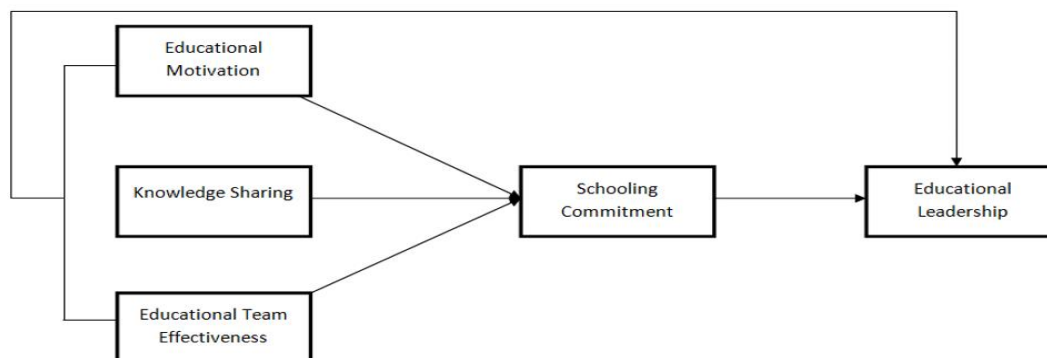 Educational
Motivation
Knowledge Sharing
Schooling
Commitment
Educational
Leadership
Educational Team
Effectiveness